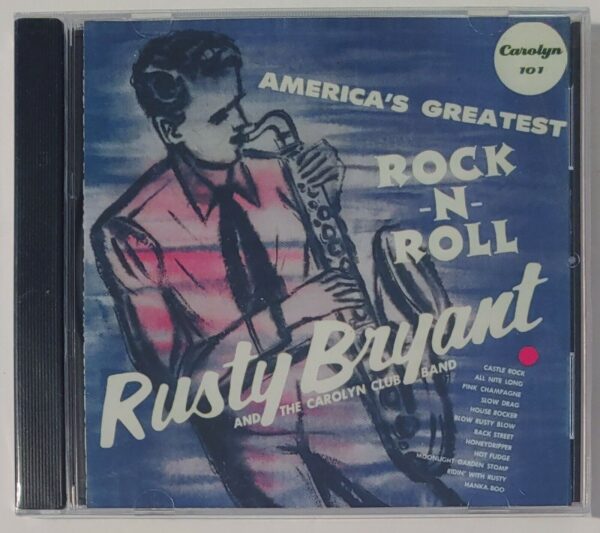 Carolyn
101
AMERICA'S GREATEST
ROCK
-N-
ROLL
Rusty Bryant
AND THE CAROLYN CLUB BAND
CASTLE ROCK
ALL NITE LONG
PINK CHAMPAGNE
SLOW DRAG
HOUSE ROCKER
BLOW RUSTY BLOW
BACK STREET
HONEYDRIPPER
HOT FUDGE
MOONLIGHT GARDEN STOMP
RIDIN' WITH RUSTY
HANKA BOO